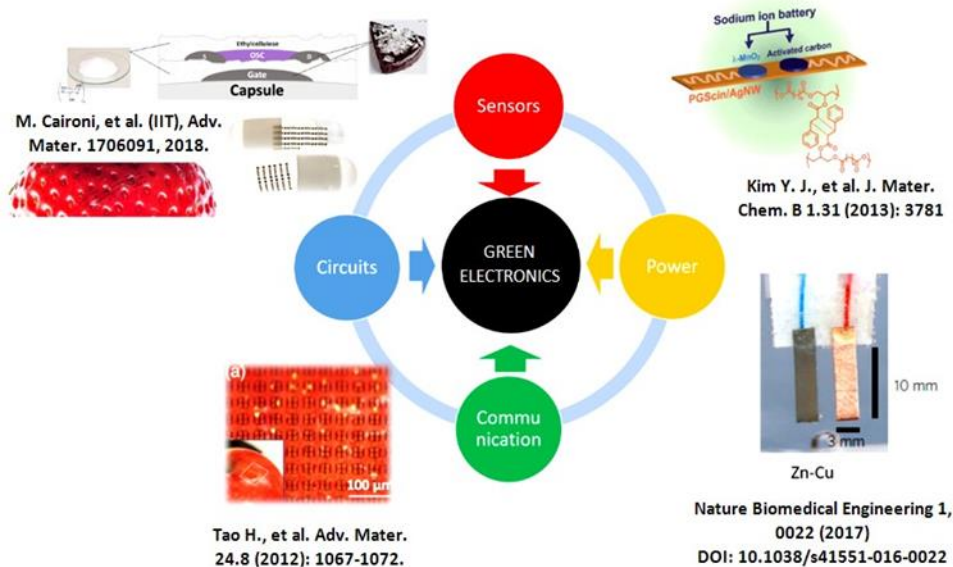 Ethylcellulose
OSC
S
D
Gate
Capsule
M. Caironi, et al. (IIT), Adv.
Mater. 1706091, 2018.
Sensors
Sodium ion battery
λ-MnO₂
Activated carbon
PGScin/AgNW
Kim Y. J., et al. J. Mater.
Chem. B 1.31 (2013): 3781
Circuits
GREEN
ELECTRONICS
Power
Commu
nication
a)
100 µm
Tao H., et al. Adv. Mater.
24.8 (2012): 1067-1072.
10 mm
3 mm
Zn-Cu
Nature Biomedical Engineering 1,
0022 (2017)
DOI: 10.1038/s41551-016-0022